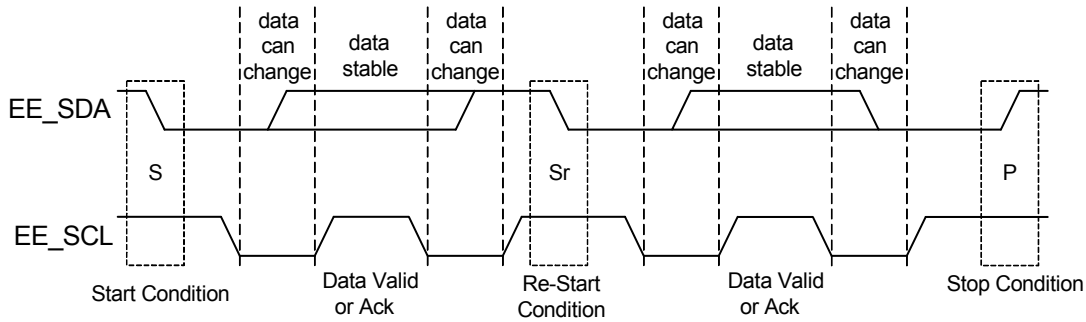 data
can
change
data
stable
data
can
change
data
can
change
data
stable
data
can
change
EE_SDA
S
Sr
P
EE_SCL
Start Condition
Data Valid
or Ack
Re-Start
Condition
Data Valid
or Ack
Stop Condition